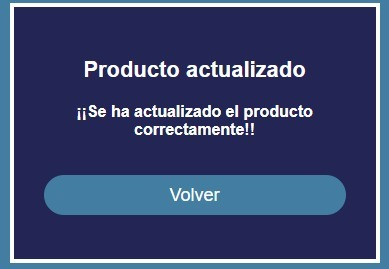 Producto actualizado
¡¡Se ha actualizado el producto
correctamente!!
Volver